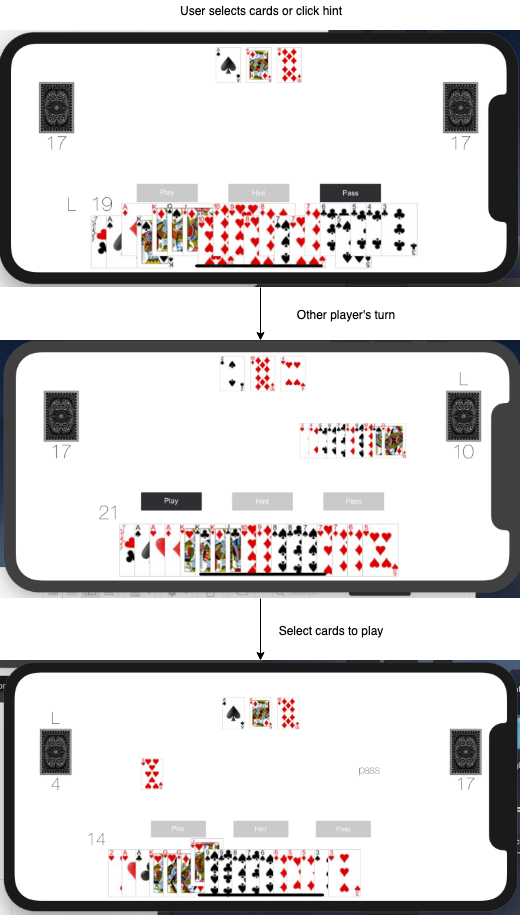 User selects cards or click hint
17
17
Play
Hint
Pass
L 19
Other player's turn
L
17
10
Play
Hint
Pass
21
Select cards to play
L
4
pass
17
Play
Hint
Pass
14